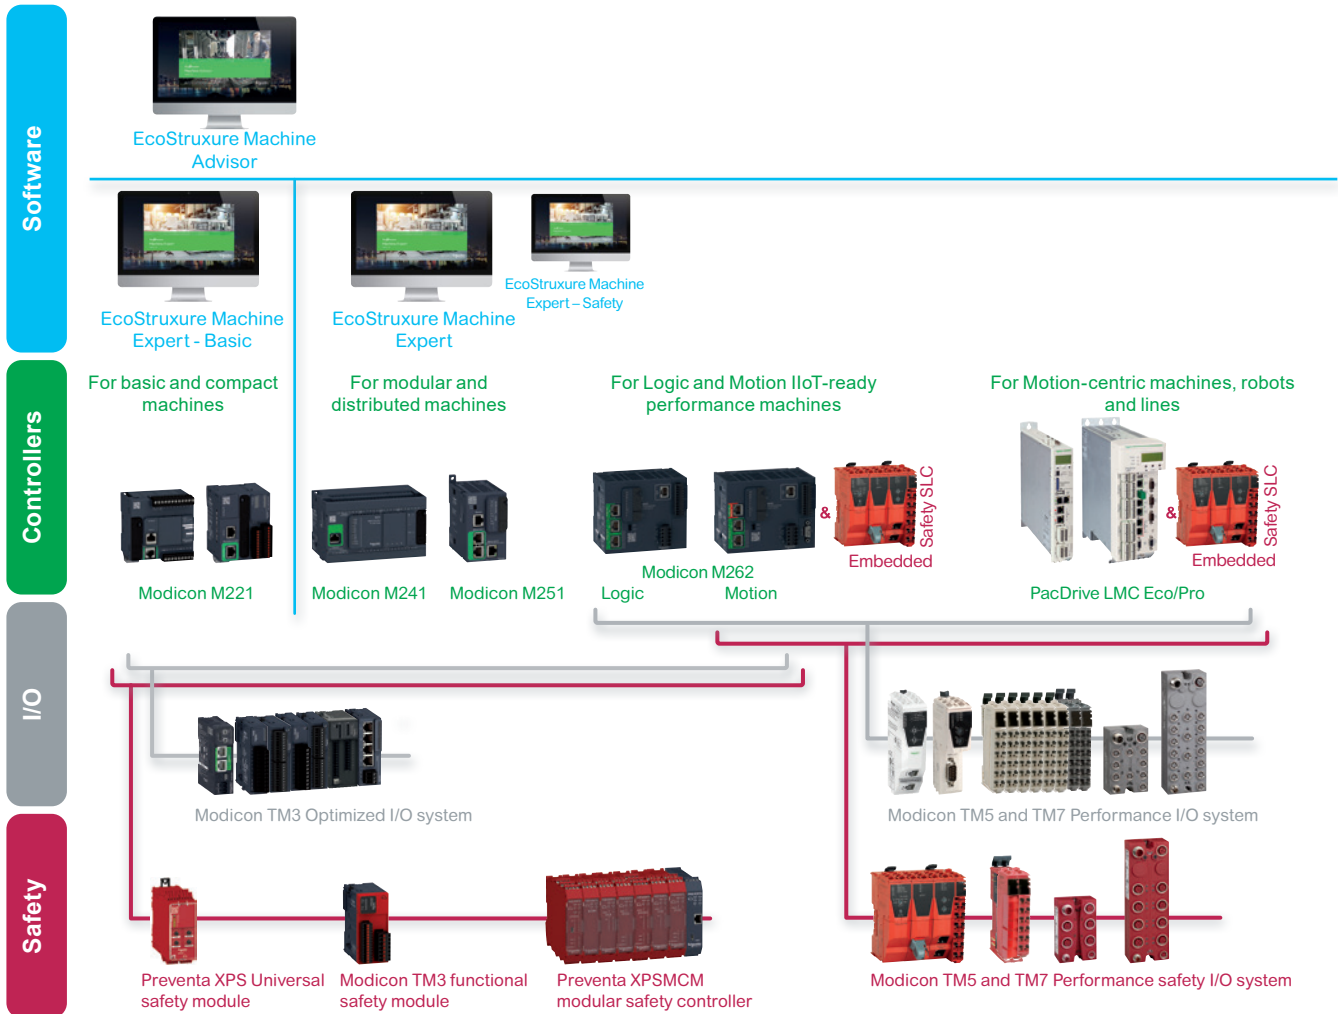 Software
EcoStruxure Machine
Advisor
EcoStruxure Machine
Expert - Basic
EcoStruxure Machine
Expert
EcoStruxure Machine
Expert – Safety
Controllers
For basic and compact
machines
For modular and
distributed machines
For Logic and Motion IIoT-ready
performance machines
For Motion-centric machines, robots
and lines
Modicon M221
Modicon M241
Modicon M251
Modicon M262
Logic
Motion
&
Safety SLC
Embedded
PacDrive LMC Eco/Pro
&
Safety SLC
Embedded
I/O
Modicon TM3 Optimized I/O system
Modicon TM5 and TM7 Performance I/O system
Safety
Preventa XPS Universal
safety module
Modicon TM3 functional
safety module
Preventa XPSMCM
modular safety controller
Modicon TM5 and TM7 Performance safety I/O system